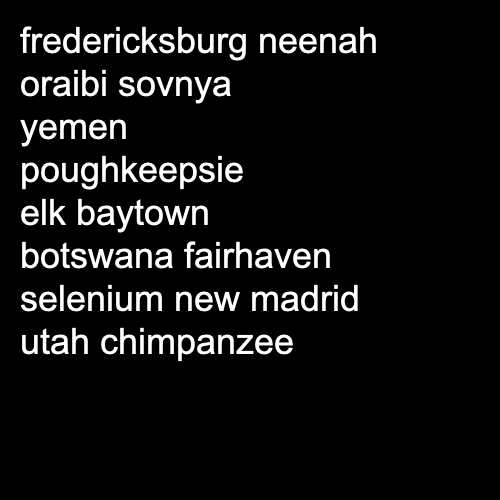 fredericksburg neenah
oraibi sovnya
yemen
poughkeepsie
elk baytown
botswana fairhaven
selenium new madrid
utah chimpanzee